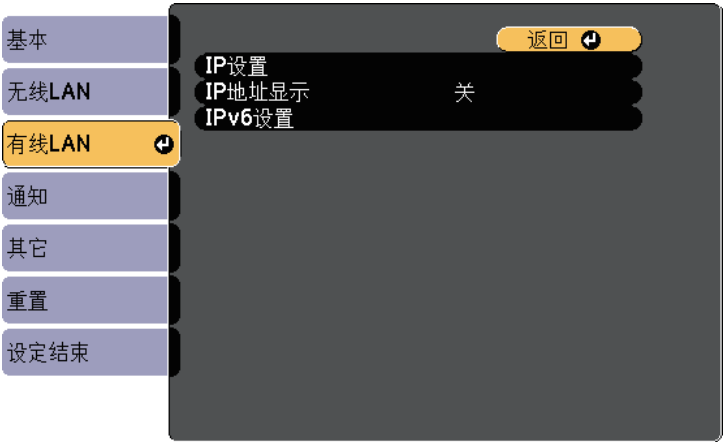 基本
无线LAN
有线LAN
通知
其它
重置
设定结束
返回
IP设置
IP地址显示 关
IPv6设置